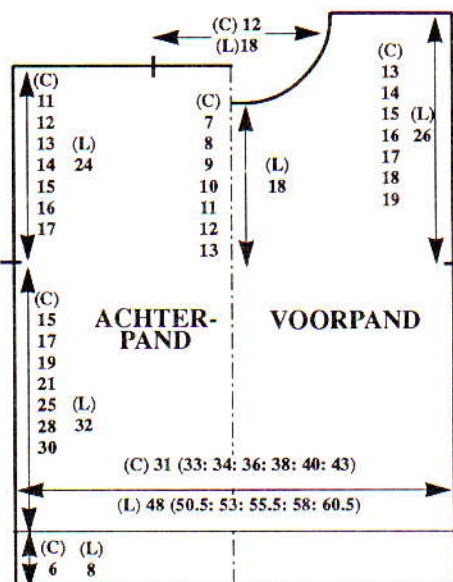 (C) 12
(L)18
(C)
11
12
13
14
15
16
17
(L)
24
(C)
7
8
9
10
11
12
13
(L)
18
(C)
13
14
15
16
17
18
19
(L)
26
ACHTER-
PAND
VOORPAND
(C)
15
17
19
21
25
28
30
(L)
32
(C) 31 (33: 34: 36: 38: 40: 43)
(L) 48 (50.5: 53: 55.5: 58: 60.5)
(C) (L)
6 8